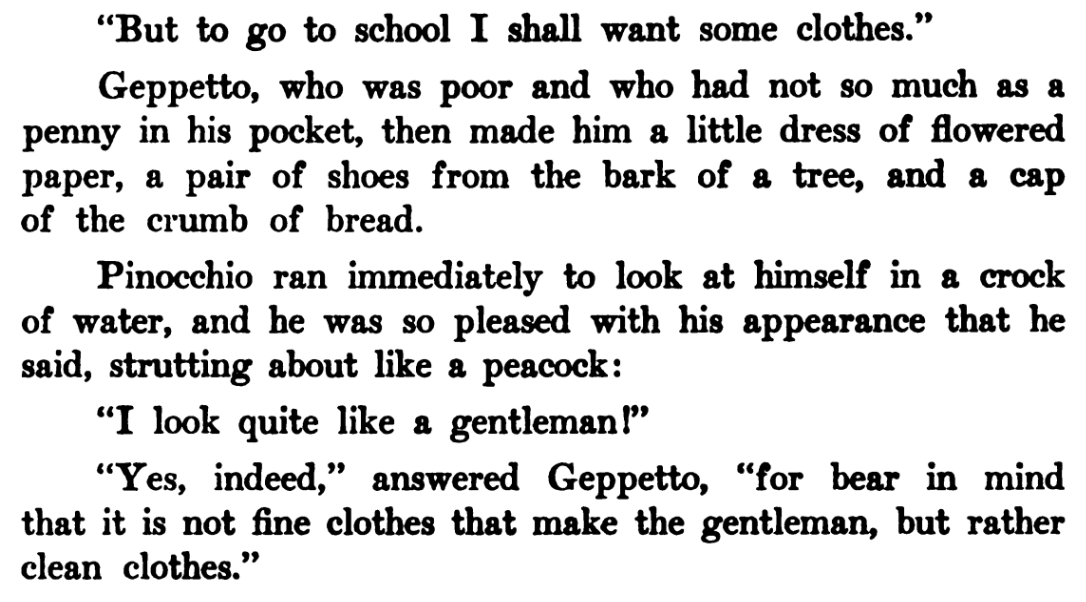 “But to go to school I shall want some clothes.”
Geppetto, who was poor and who had not so much as a
penny in his pocket, then made him a little dress of flowered
paper, a pair of shoes from the bark of a tree, and a cap
of the crumb of bread.
Pinocchio ran immediately to look at himself in a crock
of water, and he was so pleased with his appearance that he
said, strutting about like a peacock:
“I look quite like a gentleman!”
“Yes, indeed,” answered Geppetto, “for bear in mind
that it is not fine clothes that make the gentleman, but rather
clean clothes.”